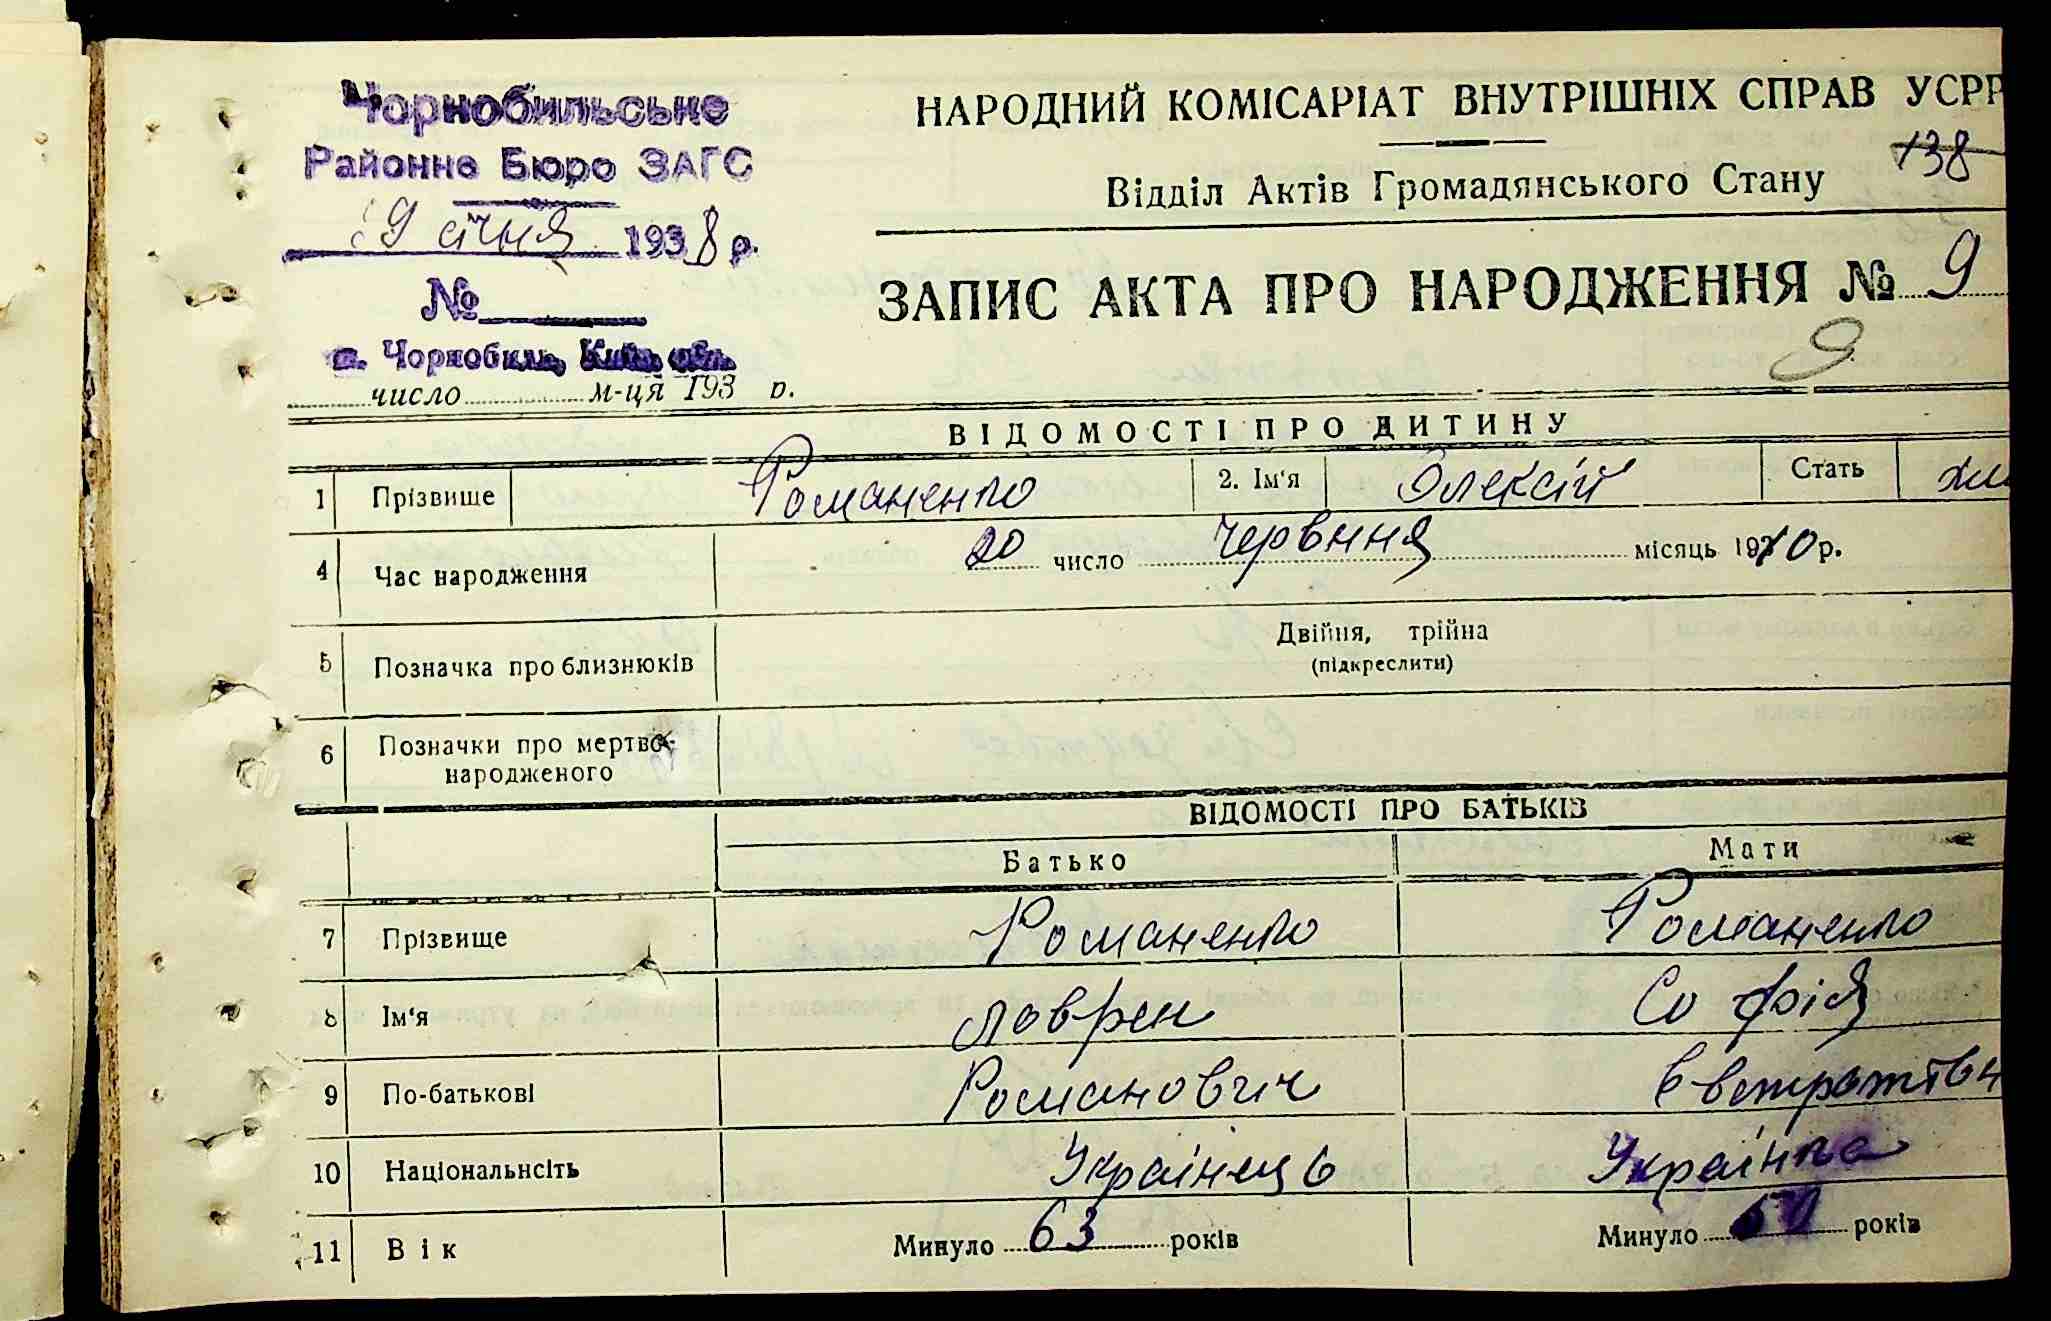 Чорнобильське
Районне Бюро ЗАГС
9 січня 1938 р.
№
м. Чорнобиль, Київ. обл.
число м-ця 193 р.
НАРОДНИЙ КОМІСАРІАТ ВНУТРІШНІХ СПРАВ УСРР
138
Відділ Актів Громадянського Стану
ЗАПИС АКТА ПРО НАРОДЖЕННЯ № 9
9
ВІДОМОСТІ ПРО ДИТИНУ
1 Прізвище Романенко 2. Ім'я Олексій Стать
4 Час народження 20 число червння місяць 1910 р.
5 Позначка про близнюків Двійня, трійна
(підкреслити)
6 Позначки про мертво-
народженого
ВІДОМОСТІ ПРО БАТЬКІВ
Батько Мати
7 Прізвище Романенко Романенко
8 Ім'я Лаврен Софія
9 По-батькові Романович
10 Національнсіть Українець Українка
11 Вік Минуло 63 років Минуло років